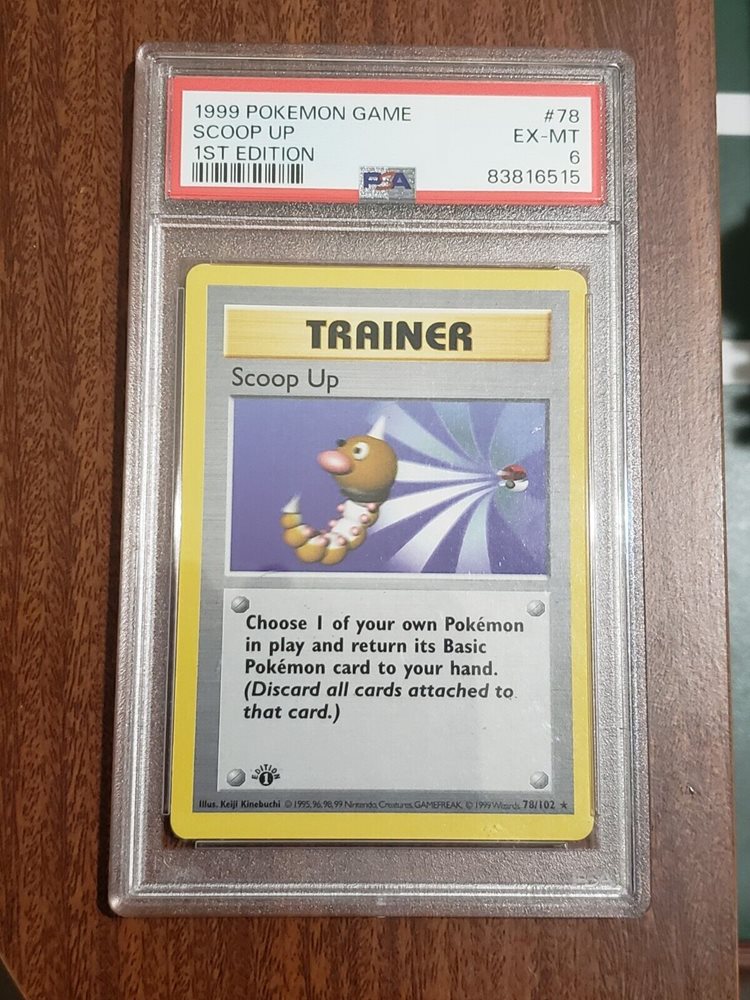 1999 POKEMON GAME #78
SCOOP UP EX-MT
1ST EDITION 6
PSA 83816515
TRAINER
Scoop Up
Choose 1 of your own Pokémon
in play and return its Basic
Pokémon card to your hand.
(Discard all cards attached to
that card.)
EDITION 1
Illus. Keiji Kinebuchi © 1995, 96, 98, 99 Nintendo, Creatures, GAMEFREAK. © 1999 Wizards. 78/102 ★